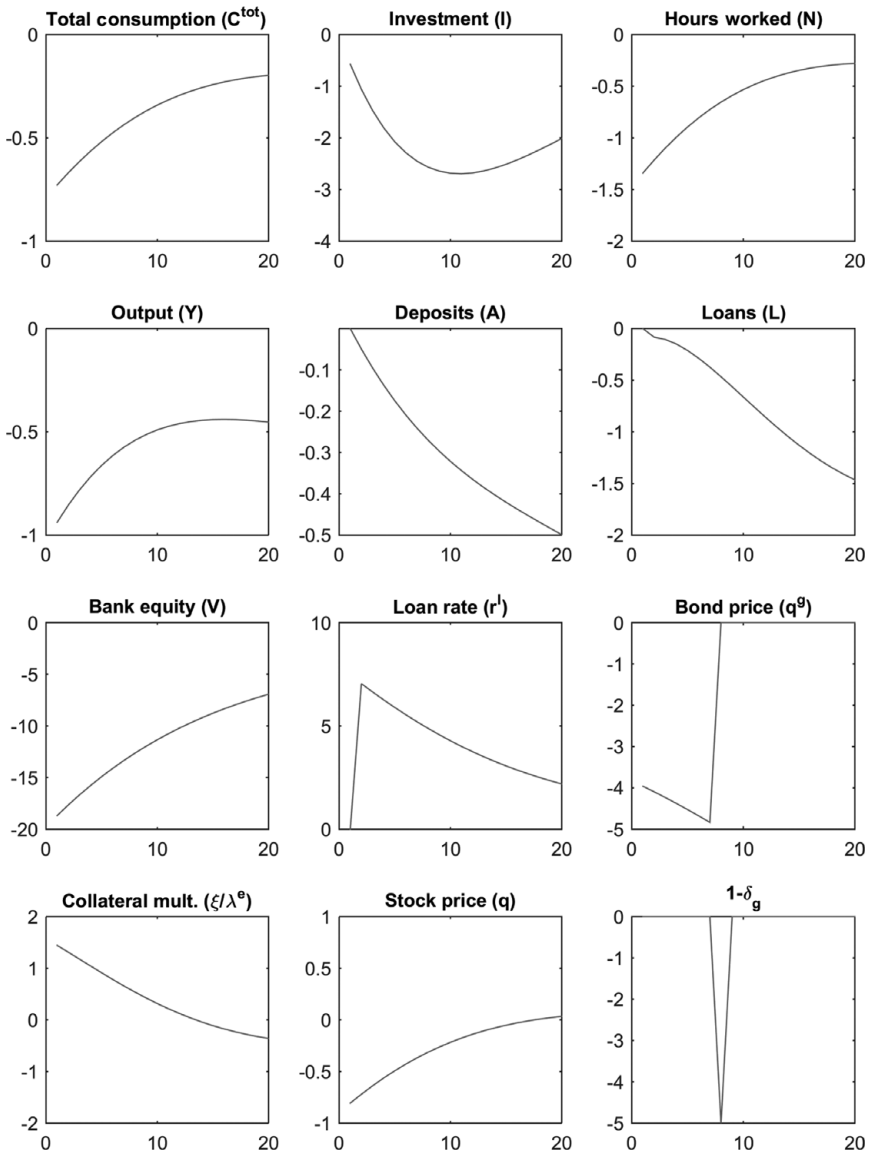 Total consumption (C^tot)
0
-0.5
-1
0 10 20
Investment (I)
0
-1
-2
-3
-4
0 10 20
Hours worked (N)
0
-0.5
-1
-1.5
-2
0 10 20
Output (Y)
0
-0.5
-1
0 10 20
Deposits (A)
-0.1
-0.2
-0.3
-0.4
-0.5
0 10 20
Loans (L)
0
-0.5
-1
-1.5
-2
0 10 20
Bank equity (V)
0
-5
-10
-15
-20
0 10 20
Loan rate (r^l)
10
5
0
0 10 20
Bond price (q^g)
0
-1
-2
-3
-4
-5
0 10 20
Collateral mult. (ξ/λ^e)
2
1
0
-1
-2
0 10 20
Stock price (q)
1
0.5
0
-0.5
-1
0 10 20
1-δ_g
0
-1
-2
-3
-4
-5
0 10 20